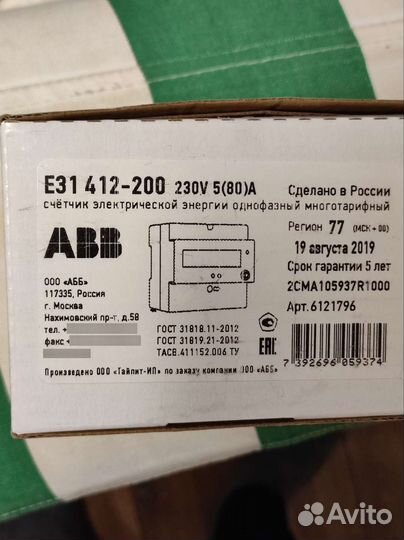 E31 412-200 230V 5(80)A
Сделано в России
счётчик электрической энергии однофазный многотарифный
ABB
Регион 77 (МСК+00)
19 августа 2019
Срок гарантии 5 лет
2CMA105937R1000
Арт.6121796
ООО «АББ»
117335, Россия
г. Москва
Нахимовский пр-т, д.58
тел. +
факс +
ГОСТ 31818.11-2012
ГОСТ 31819.21-2012
ТАСВ.411152.006 ТУ
EAC
7 392696 059374
Произведено ООО «Гайтит-ИП» по заказу компании ООО «АББ»
Avito